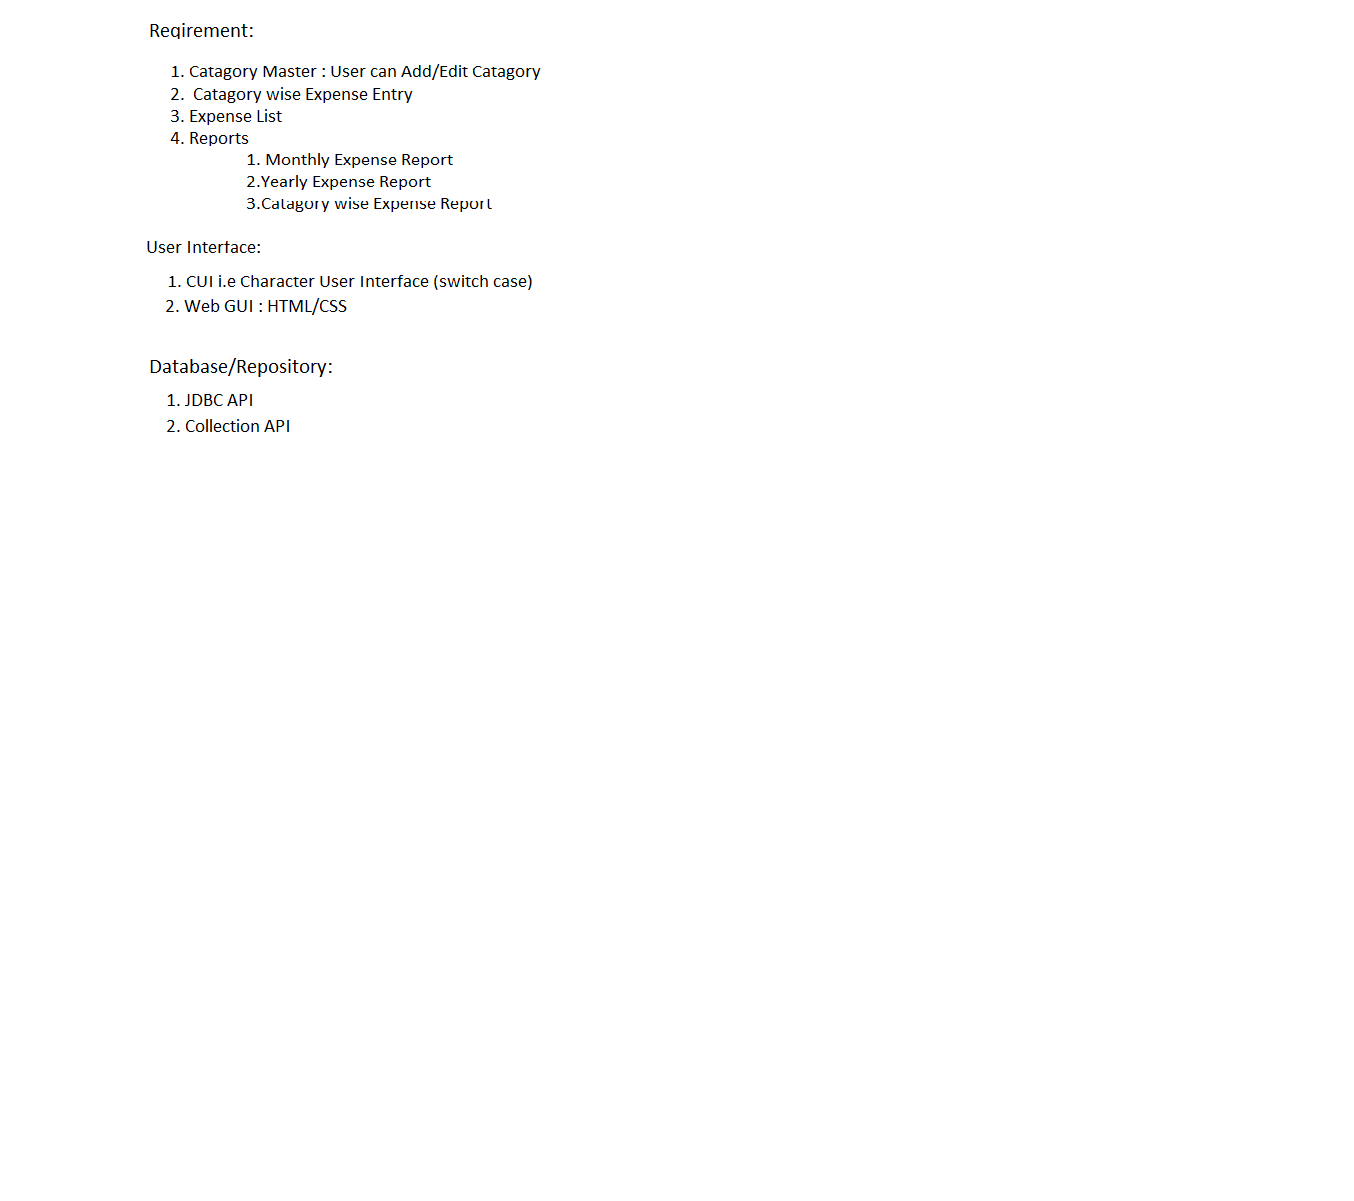 Reqirement:
1. Catagory Master : User can Add/Edit Catagory
2. Catagory wise Expense Entry
3. Expense List
4. Reports
1. Monthly Expense Report
2.Yearly Expense Report
3.Catagory wise Expense Report
User Interface:
1. CUI i.e Character User Interface (switch case)
2. Web GUI : HTML/CSS
Database/Repository:
1. JDBC API
2. Collection API